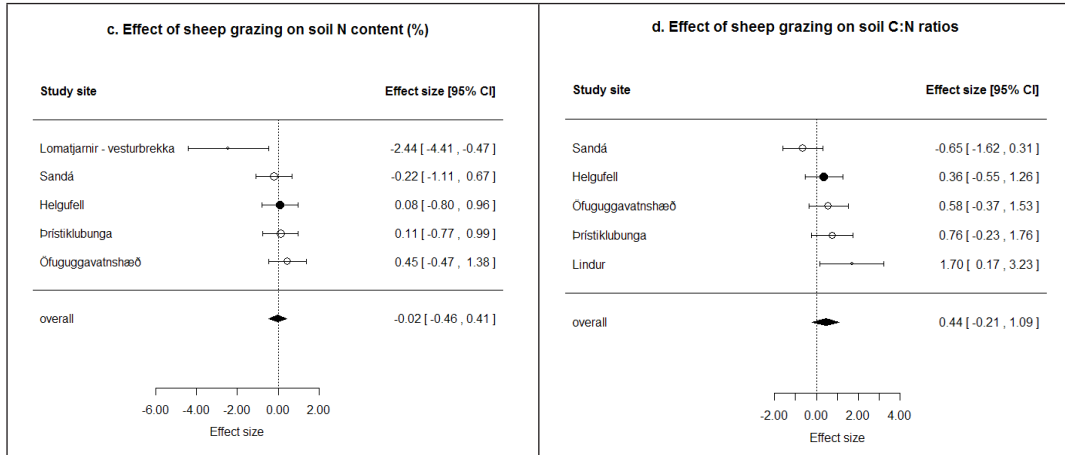 c. Effect of sheep grazing on soil N content (%)
Study site Effect size [95% CI]
Lomatjarnir - vesturbrekka -2.44 [ -4.41 , -0.47 ]
Sandá -0.22 [ -1.11 , 0.67 ]
Helgufell 0.08 [ -0.80 , 0.96 ]
Þrístiklubunga 0.11 [ -0.77 , 0.99 ]
Öfuguggavatnshæð 0.45 [ -0.47 , 1.38 ]
overall -0.02 [ -0.46 , 0.41 ]
-6.00 -4.00 -2.00 0.00 2.00
Effect size
d. Effect of sheep grazing on soil C:N ratios
Study site Effect size [95% CI]
Sandá -0.65 [ -1.62 , 0.31 ]
Helgufell 0.36 [ -0.55 , 1.26 ]
Öfuguggavatnshæð 0.58 [ -0.37 , 1.53 ]
Þrístiklubunga 0.76 [ -0.23 , 1.76 ]
Lindur 1.70 [ 0.17 , 3.23 ]
overall 0.44 [ -0.21 , 1.09 ]
-2.00 0.00 2.00 4.00
Effect size